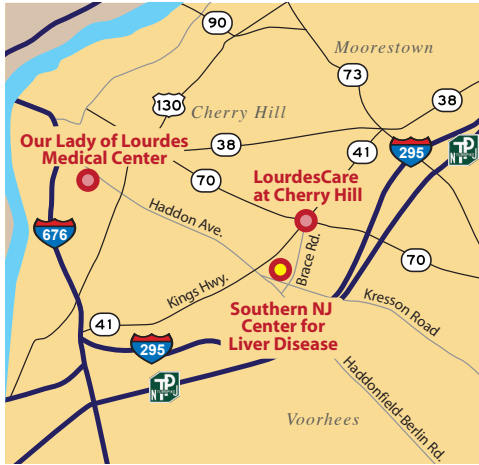 90
Moorestown
73
38
130
Cherry Hill
Our Lady of Lourdes
Medical Center
38
295
NJ
TP
LourdesCare
at Cherry Hill
41
70
Haddon Ave.
676
Brace Rd.
70
Kings Hwy.
Southern NJ
Center for
Liver Disease
Kresson Road
41
295
Haddonfield-Berlin Rd.
NJ
TP
Voorhees